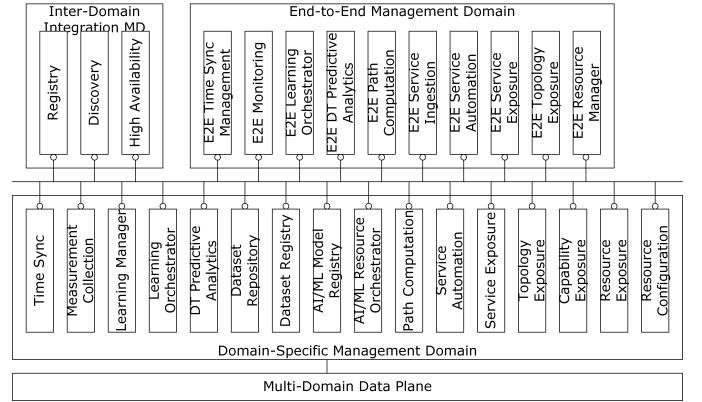 Inter-Domain
Integration MD
Registry
Discovery
High Availability
End-to-End Management Domain
E2E Time Sync
Management
E2E Monitoring
E2E Learning
Orchestrator
E2E DT Predictive
Analytics
E2E Path
Computation
E2E Service
Ingestion
E2E Service
Automation
E2E Service
Exposure
E2E Topology
Exposure
E2E Resource
Manager
Time Sync
Measurement
Collection
Learning Manager
Learning
Orchestrator
DT Predictive
Analytics
Dataset
Repository
Dataset Registry
AI/ML Model
Registry
AI/ML Resource
Orchestrator
Path Computation
Service
Automation
Service Exposure
Topology
Exposure
Capability
Exposure
Resource
Exposure
Resource
Configuration
Domain-Specific Management Domain
Multi-Domain Data Plane